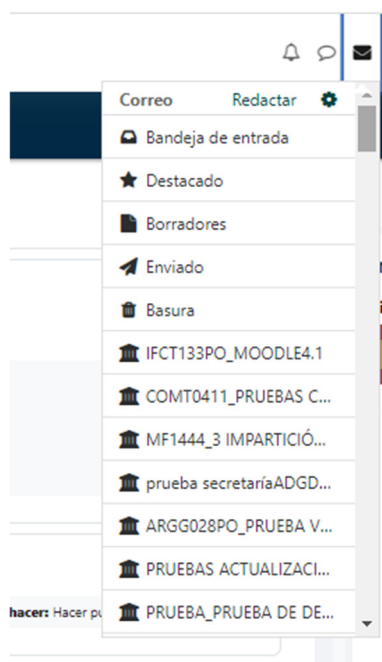 Correo Redactar
Bandeja de entrada
Destacado
Borradores
Enviado
Basura
IFCT133PO_MOODLE4.1
COMT0411_PRUEBAS C...
MF1444_3 IMPARTICIÓ...
prueba secretaríaADGD...
ARGG028PO_PRUEBA V...
PRUEBAS ACTUALIZACI...
hacer: Hacer pu
PRUEBA_PRUEBA DE DE...